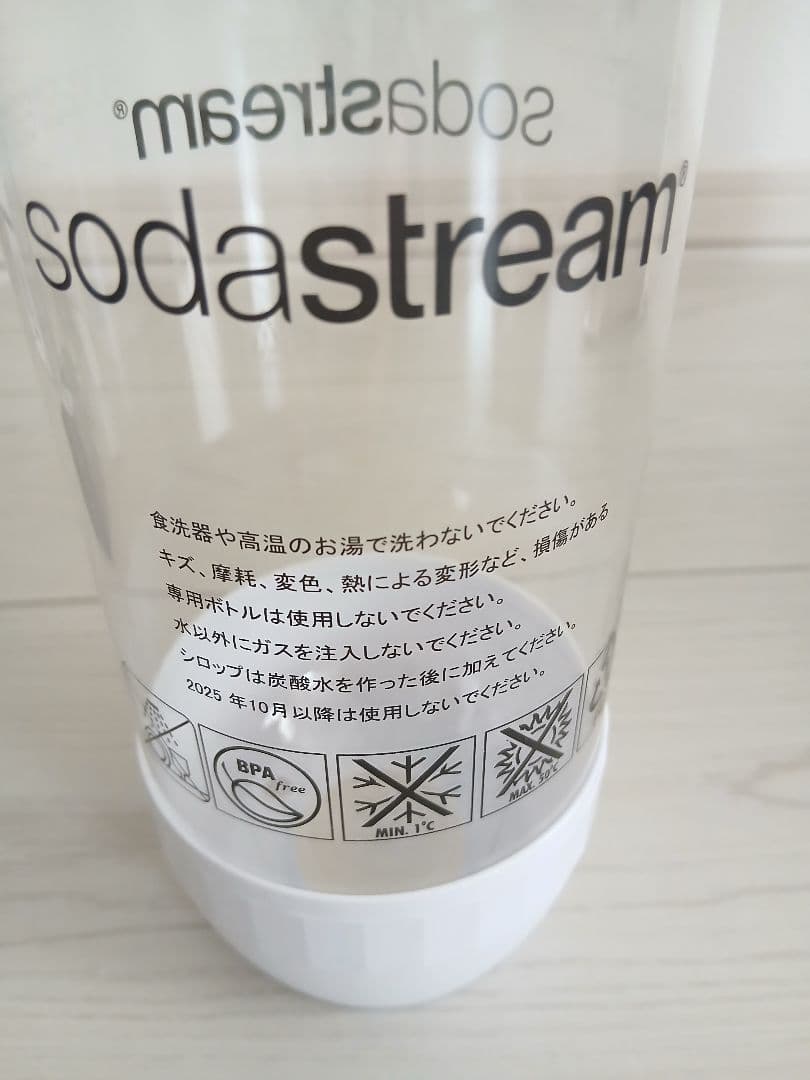 sodastream®
sodastream®
食洗器や高温のお湯で洗わないでください。
キズ、摩耗、変色、熱による変形など、損傷がある
専用ボトルは使用しないでください。
水以外にガスを注入しないでください。
シロップは炭酸水を作った後に加えてください。
2025 年10月以降は使用しないでください。
BPA
free
MIN. 1°C
MAX. 50°C